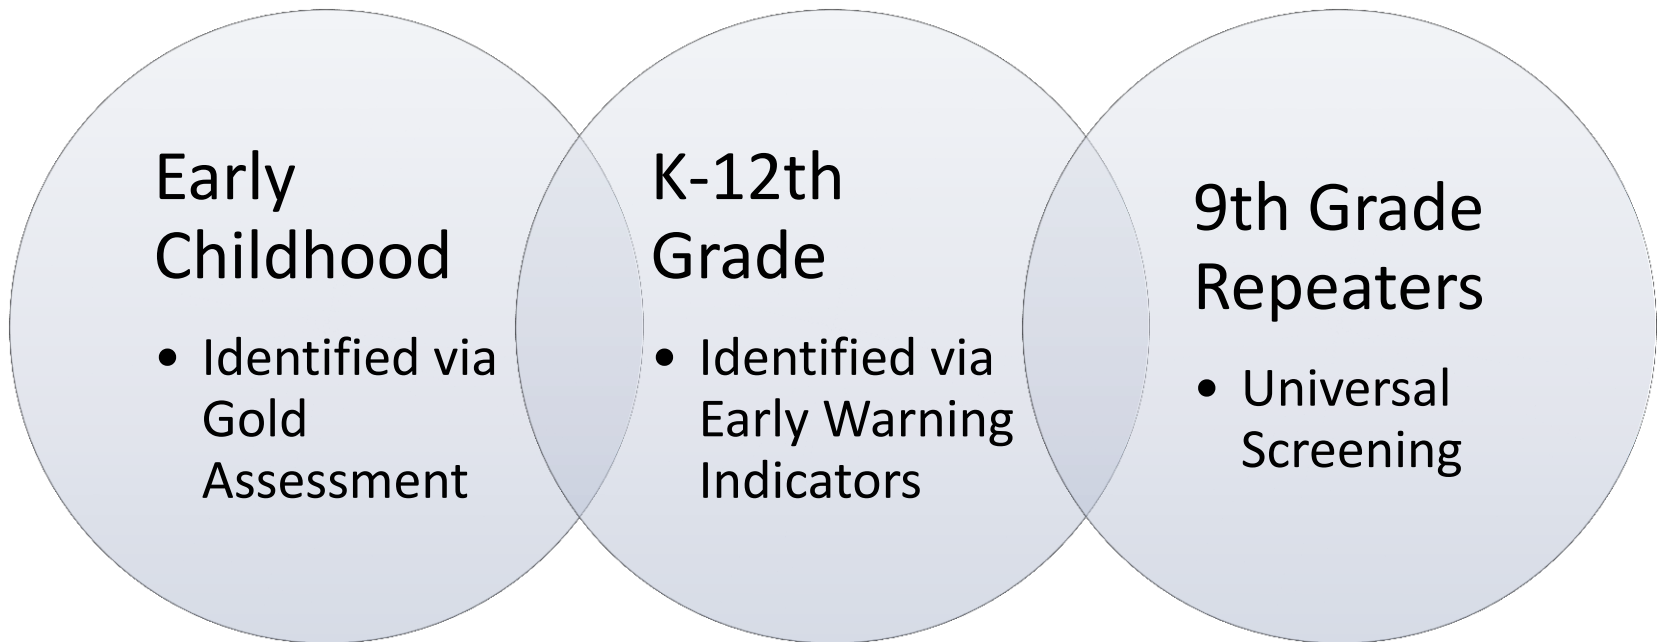 Early
Childhood
• Identified via
Gold
Assessment
K-12th
Grade
• Identified via
Early Warning
Indicators
9th Grade
Repeaters
• Universal
Screening